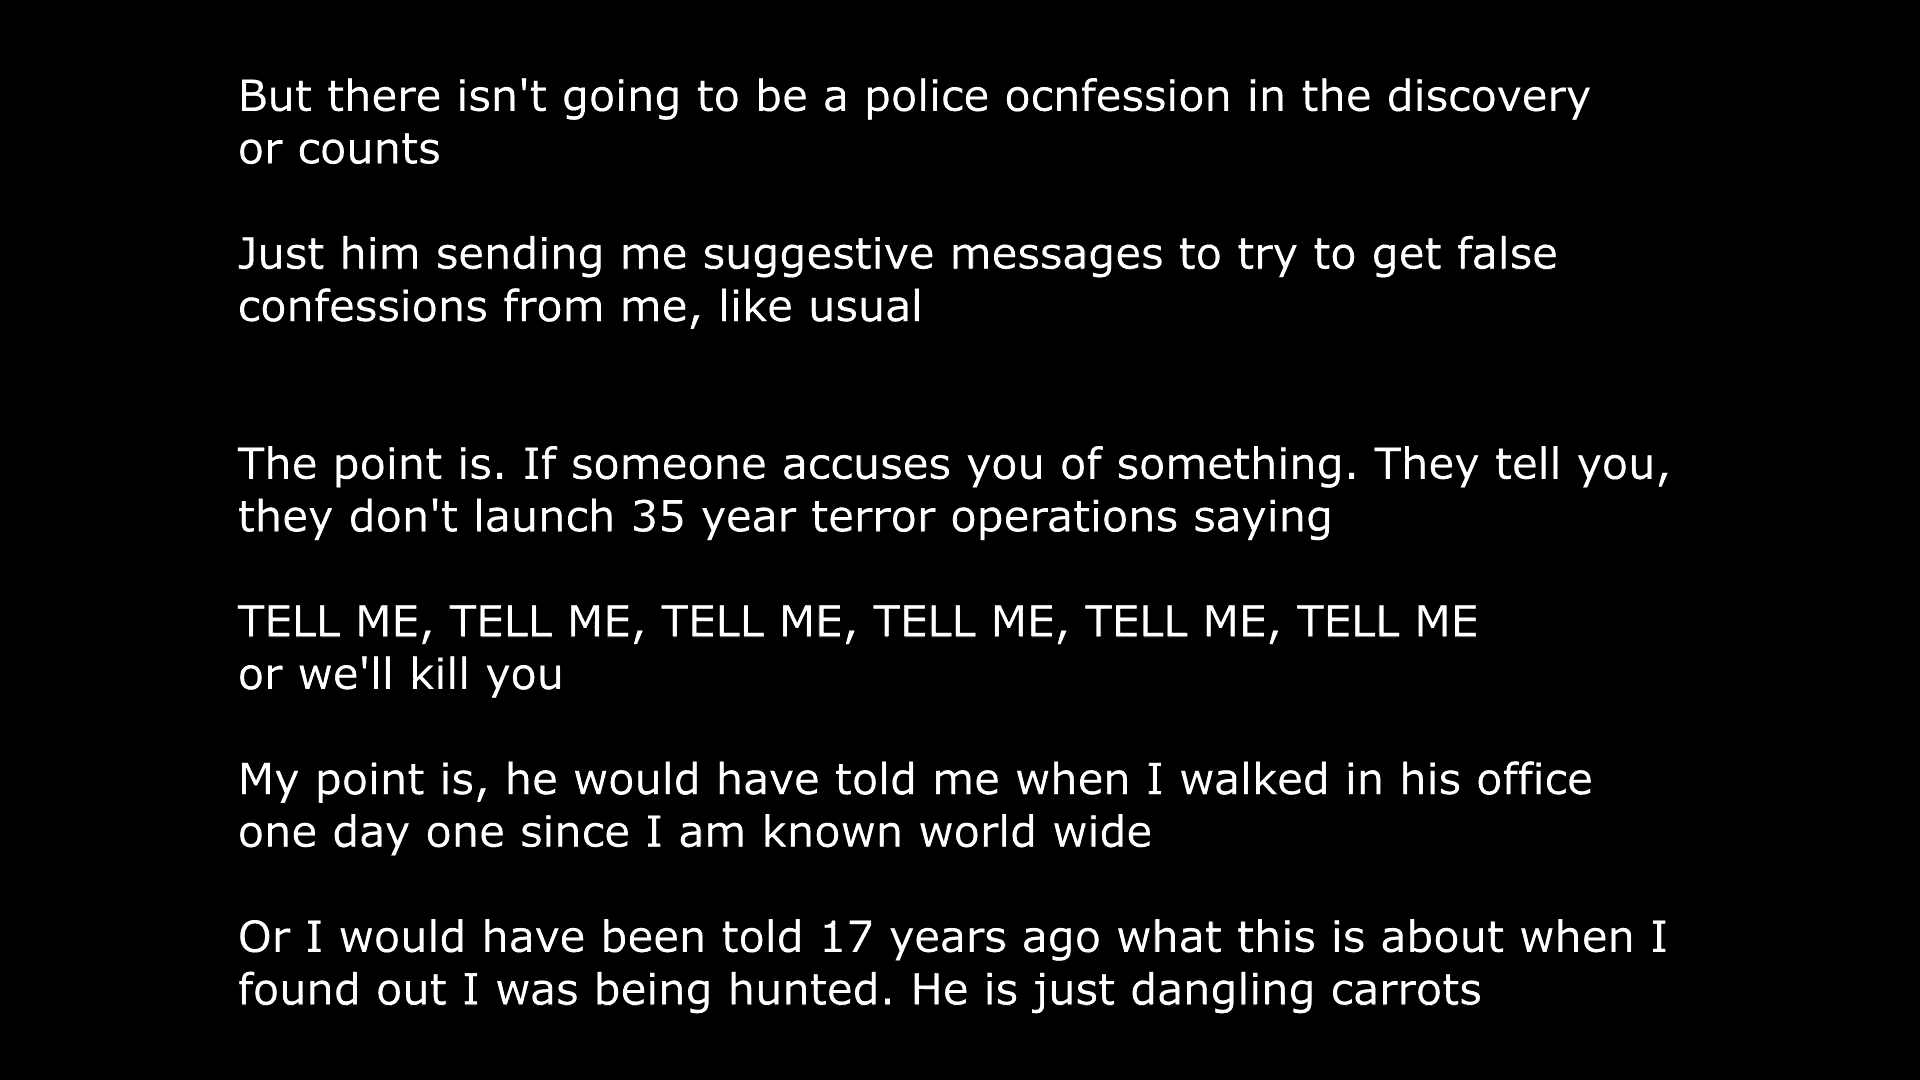 But there isn't going to be a police ocnfession in the discovery
or counts
Just him sending me suggestive messages to try to get false
confessions from me, like usual
The point is. If someone accuses you of something. They tell you,
they don't launch 35 year terror operations saying
TELL ME, TELL ME, TELL ME, TELL ME, TELL ME, TELL ME
or we'll kill you
My point is, he would have told me when I walked in his office
one day one since I am known world wide
Or I would have been told 17 years ago what this is about when I
found out I was being hunted. He is just dangling carrots